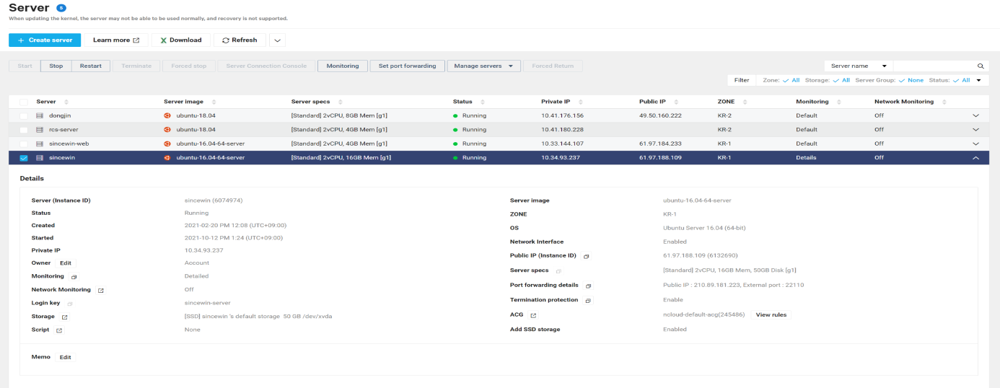 Server 5
When updating the kernel, the server may not be able to be used normally, and recovery is not supported.
+ Create server Learn more Download Refresh
Start Stop Restart Terminate Forced stop Server Connection Console Monitoring Set port forwarding Manage servers Forced Return Server name
Filter Zone: All Storage: All Server Group: None Status: All
Server Server image Server specs Status Private IP Public IP ZONE Monitoring Network Monitoring
dongjin ubuntu-18.04 [Standard] 2vCPU, 8GB Mem [g1] Running 10.41.176.156 49.50.160.222 KR-2 Default Off
rcs-server ubuntu-18.04 [Standard] 2vCPU, 4GB Mem [g1] Running 10.41.180.228 KR-2 Default Off
sincewin-web ubuntu-16.04-64-server [Standard] 2vCPU, 4GB Mem [g1] Running 10.33.144.107 61.97.184.233 KR-1 Default Off
sincewin ubuntu-16.04-64-server [Standard] 2vCPU, 16GB Mem [g1] Running 10.34.93.237 61.97.188.109 KR-1 Details Off
Details
Server (Instance ID) sincewin (6074974)
Status Running
Created 2021-02-20 PM 12:08 (UTC+09:00)
Started 2021-10-12 PM 1:24 (UTC+09:00)
Private IP 10.34.93.237
Owner Edit Account
Monitoring Detailed
Network Monitoring Off
Login key sincewin-server
Storage [SSD] sincewin 's default storage 50 GB /dev/xvda
Script None
Server image ubuntu-16.04-64-server
ZONE KR-1
OS Ubuntu Server 16.04 (64-bit)
Network Interface Enabled
Public IP (Instance ID) 61.97.188.109 (6132690)
Server specs [Standard] 2vCPU, 16GB Mem, 50GB Disk [g1]
Port forwarding details Public IP : 210.89.181.223, External port : 22110
Termination protection Enable
ACG ncloud-default-acg(245486) View rules
Add SSD storage Enabled
Memo Edit